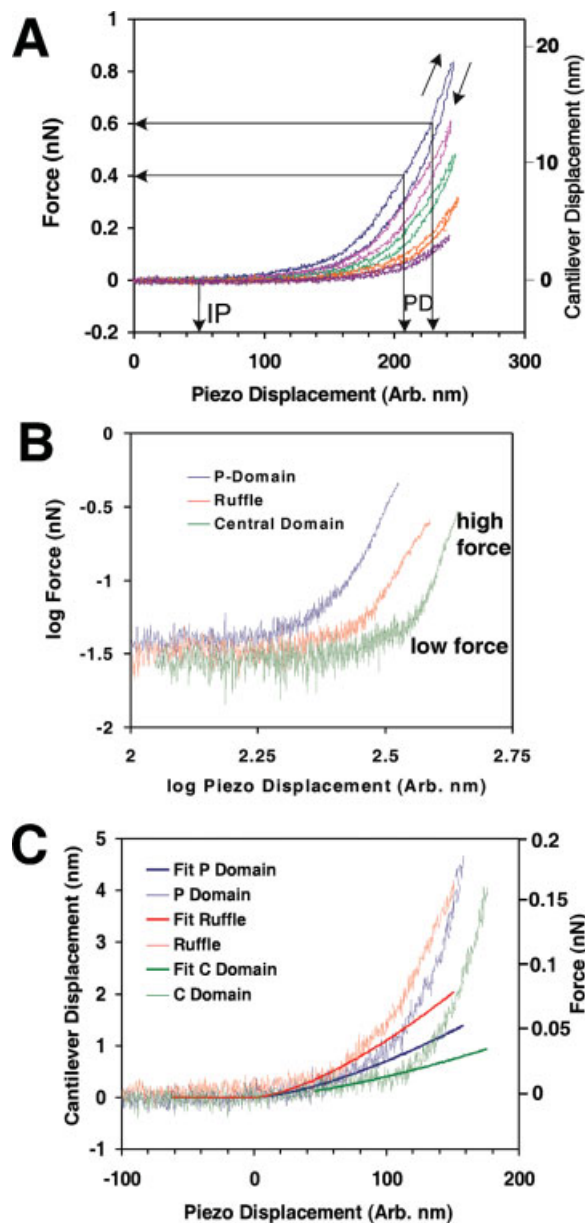 A
Force (nN)
1
0.8
0.6
0.4
0.2
0
-0.2
20
10
0
Cantilever Displacement (nm)
IP
PD
0
100
200
300
Piezo Displacement (Arb. nm)
B
log Force (nN)
0
-0.5
-1
-1.5
-2
P-Domain
Ruffle
Central Domain
high
force
low force
2
2.25
2.5
2.75
log Piezo Displacement (Arb. nm)
C
Cantilever Displacement (nm)
5
4
3
2
1
0
-1
Fit P Domain
P Domain
Fit Ruffle
Ruffle
Fit C Domain
C Domain
0.2
0.15
0.1
0.05
0
Force (nN)
-100
0
100
200
Piezo Displacement (Arb. nm)